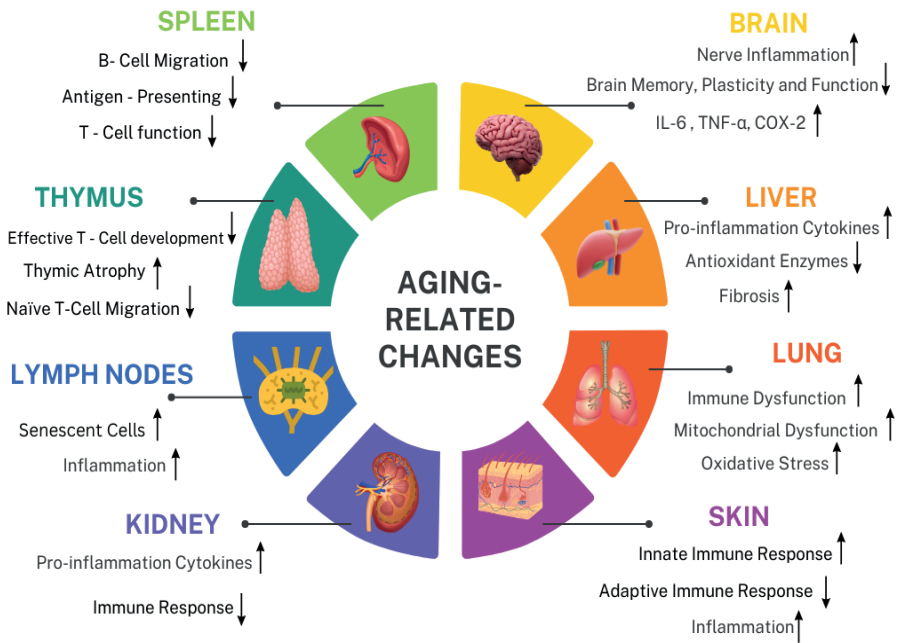 SPLEEN
B- Cell Migration ↓
Antigen - Presenting ↓
T - Cell function ↓
BRAIN
Nerve Inflammation ↑
Brain Memory, Plasticity and Function ↓
IL-6 , TNF-α, COX-2 ↑
THYMUS
Effective T - Cell development ↓
Thymic Atrophy ↑
Naïve T-Cell Migration ↓
LIVER
Pro-inflammation Cytokines ↑
Antioxidant Enzymes ↓
Fibrosis ↑
AGING-
RELATED
CHANGES
LYMPH NODES
Senescent Cells ↑
Inflammation ↑
LUNG
Immune Dysfunction ↑
Mitochondrial Dysfunction ↑
Oxidative Stress ↑
KIDNEY
Pro-inflammation Cytokines ↑
Immune Response ↓
SKIN
Innate Immune Response ↑
Adaptive Immune Response ↓
Inflammation ↑